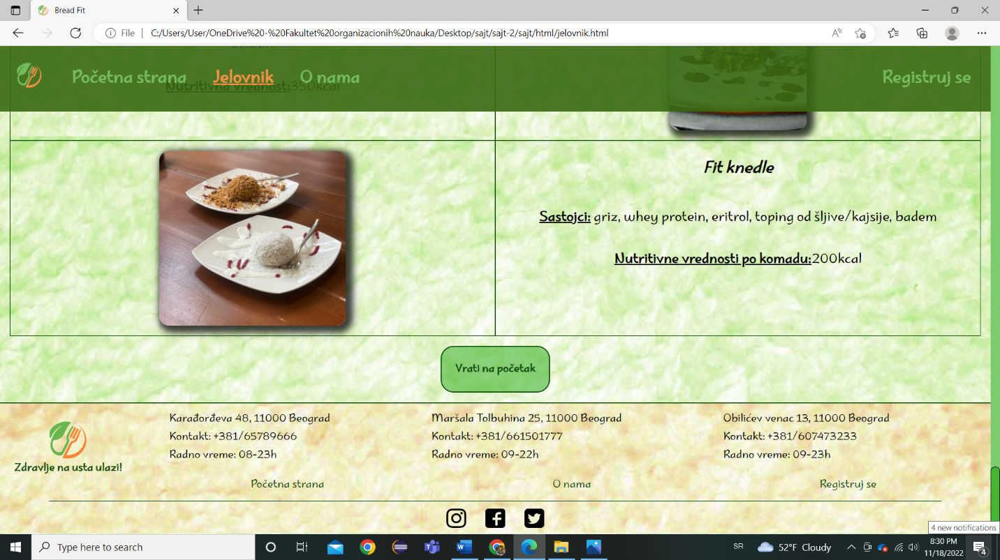 Bread Fit
File
C:/Users/User/OneDrive%20-%20Fakultet%20organizacionih%20nauka/Desktop/sajt/sajt-2/sajt/html/jelovnik.html
Početna strana
Jelovnik
O nama
Registruj se
Nutritivna vrednost:350kcal
Fit knedle
Sastojci: griz, whey protein, eritrol, toping od šljive/kajsije, badem
Nutritivne vrednosti po komadu:200kcal
Vrati na početak
Zdravlje na usta ulazi!
Karađorđeva 48, 11000 Beograd
Kontakt: +381/65789666
Radno vreme: 08-23h
Maršala Tolbuhina 25, 11000 Beograd
Kontakt: +381/661501777
Radno vreme: 09-22h
Obilićev venac 13, 11000 Beograd
Kontakt: +381/607473233
Radno vreme: 09-23h
Početna strana
O nama
Registruj se
4 new notifications
Type here to search
SR
52°F Cloudy
8:30 PM
11/18/2022
4